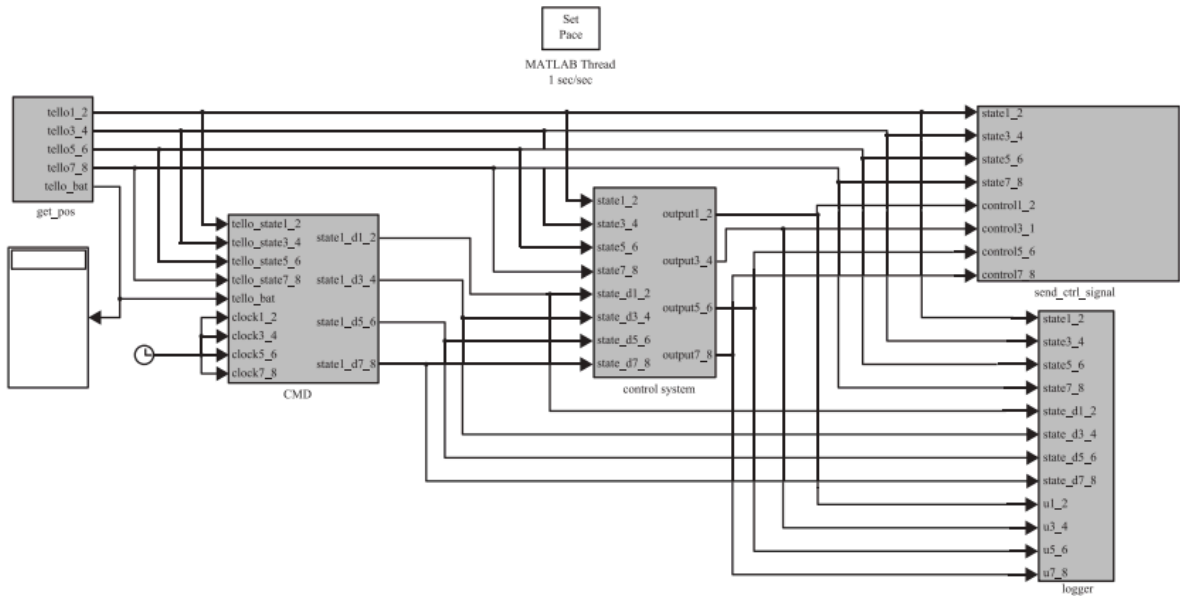 Set
Pace
MATLAB Thread
1 sec/sec
tello1_2
tello3_4
tello5_6
tello7_8
tello_bat
get_pos
tello_state1_2
tello_state3_4
tello_state5_6
tello_state7_8
tello_bat
clock1_2
clock3_4
clock5_6
clock7_8
state1_d1_2
state1_d3_4
state1_d5_6
state1_d7_8
CMD
state1_2
state3_4
state5_6
state7_8
state_d1_2
state_d3_4
state_d5_6
state_d7_8
output1_2
output3_4
output5_6
output7_8
control system
state1_2
state3_4
state5_6
state7_8
control1_2
control3_1
control5_6
control7_8
send_ctrl_signal
state1_2
state3_4
state5_6
state7_8
state_d1_2
state_d3_4
state_d5_6
state_d7_8
u1_2
u3_4
u5_6
u7_8
logger